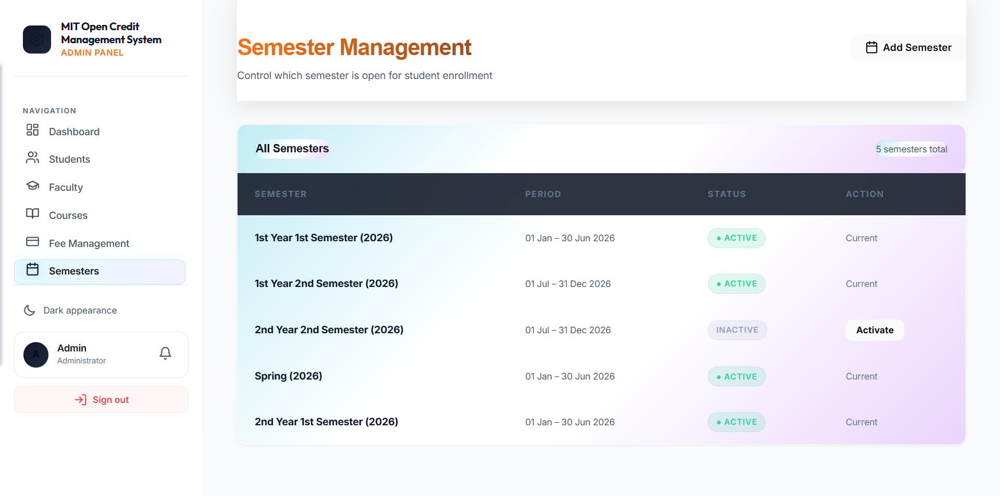 MIT Open Credit
Management System
ADMIN PANEL
NAVIGATION
Dashboard
Students
Faculty
Courses
Fee Management
Semesters
Dark appearance
A
Admin
Administrator
Sign out
Semester Management
Add Semester
Control which semester is open for student enrollment
All Semesters
5 semesters total
SEMESTER PERIOD STATUS ACTION
1st Year 1st Semester (2026) 01 Jan – 30 Jun 2026 ● ACTIVE Current
1st Year 2nd Semester (2026) 01 Jul – 31 Dec 2026 ● ACTIVE Current
2nd Year 2nd Semester (2026) 01 Jul – 31 Dec 2026 INACTIVE Activate
Spring (2026) 01 Jan – 30 Jun 2026 ● ACTIVE Current
2nd Year 1st Semester (2026) 01 Jan – 30 Jun 2026 ● ACTIVE Current